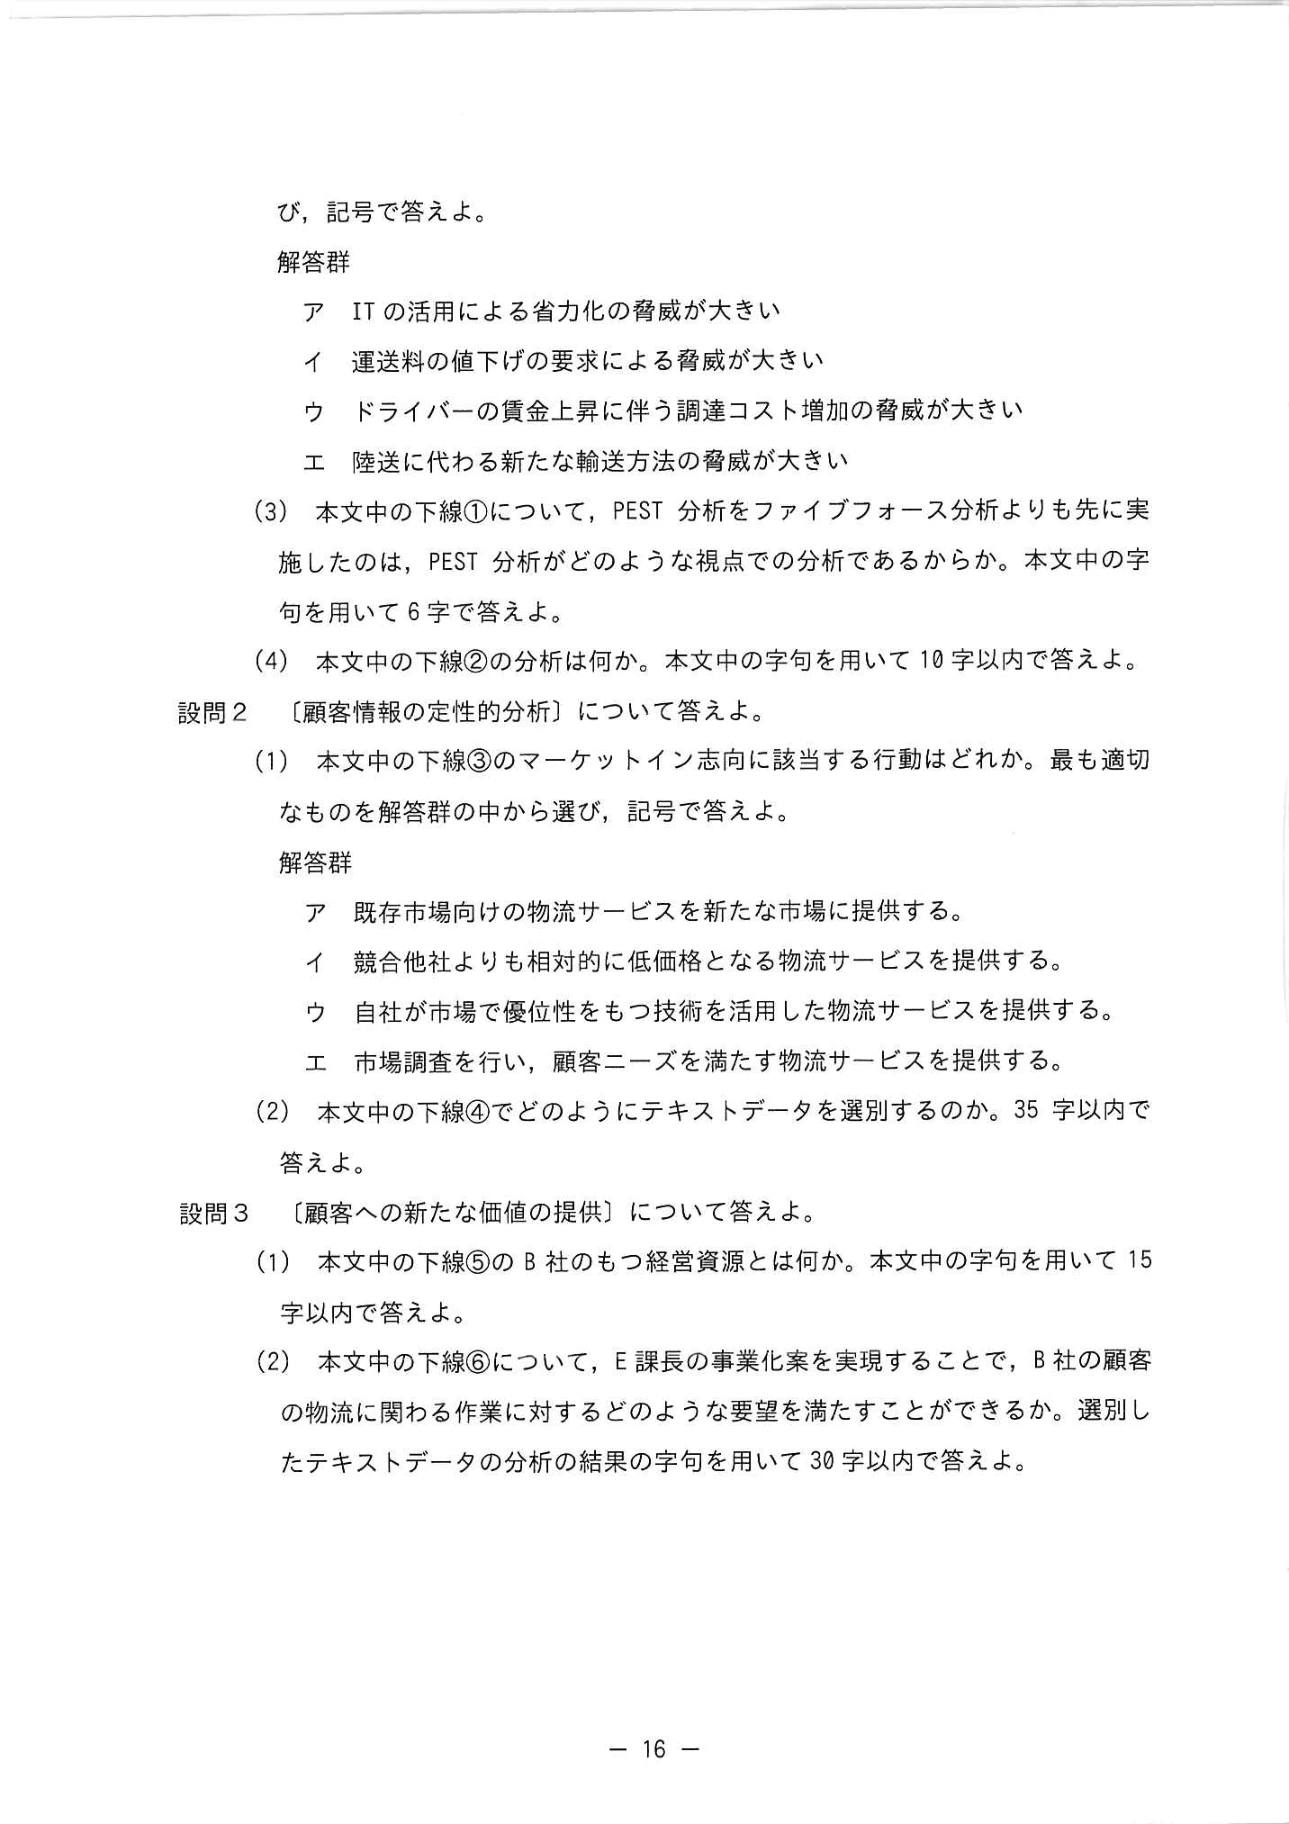 び，記号で答えよ。
解答群
ア　IT の活用による省力化の脅威が大きい
イ　運送料の値下げの要求による脅威が大きい
ウ　ドライバーの賃金上昇に伴う調達コスト増加の脅威が大きい
エ　陸送に代わる新たな輸送方法の脅威が大きい
(3)　本文中の下線①について，PEST 分析をファイブフォース分析よりも先に実
施したのは，PEST 分析がどのような視点での分析であるからか。本文中の字
句を用いて 6 字で答えよ。
(4)　本文中の下線②の分析は何か。本文中の字句を用いて 10 字以内で答えよ。
設問２　〔顧客情報の定性的分析〕について答えよ。
(1)　本文中の下線③のマーケットイン志向に該当する行動はどれか。最も適切
なものを解答群の中から選び，記号で答えよ。
解答群
ア　既存市場向けの物流サービスを新たな市場に提供する。
イ　競合他社よりも相対的に低価格となる物流サービスを提供する。
ウ　自社が市場で優位性をもつ技術を活用した物流サービスを提供する。
エ　市場調査を行い，顧客ニーズを満たす物流サービスを提供する。
(2)　本文中の下線④でどのようにテキストデータを選別するのか。35 字以内で
答えよ。
設問３　〔顧客への新たな価値の提供〕について答えよ。
(1)　本文中の下線⑤の B 社のもつ経営資源とは何か。本文中の字句を用いて 15
字以内で答えよ。
(2)　本文中の下線⑥について，E 課長の事業化案を実現することで，B 社の顧客
の物流に関わる作業に対するどのような要望を満たすことができるか。選別し
たテキストデータの分析の結果の字句を用いて 30 字以内で答えよ。
― 16 ―